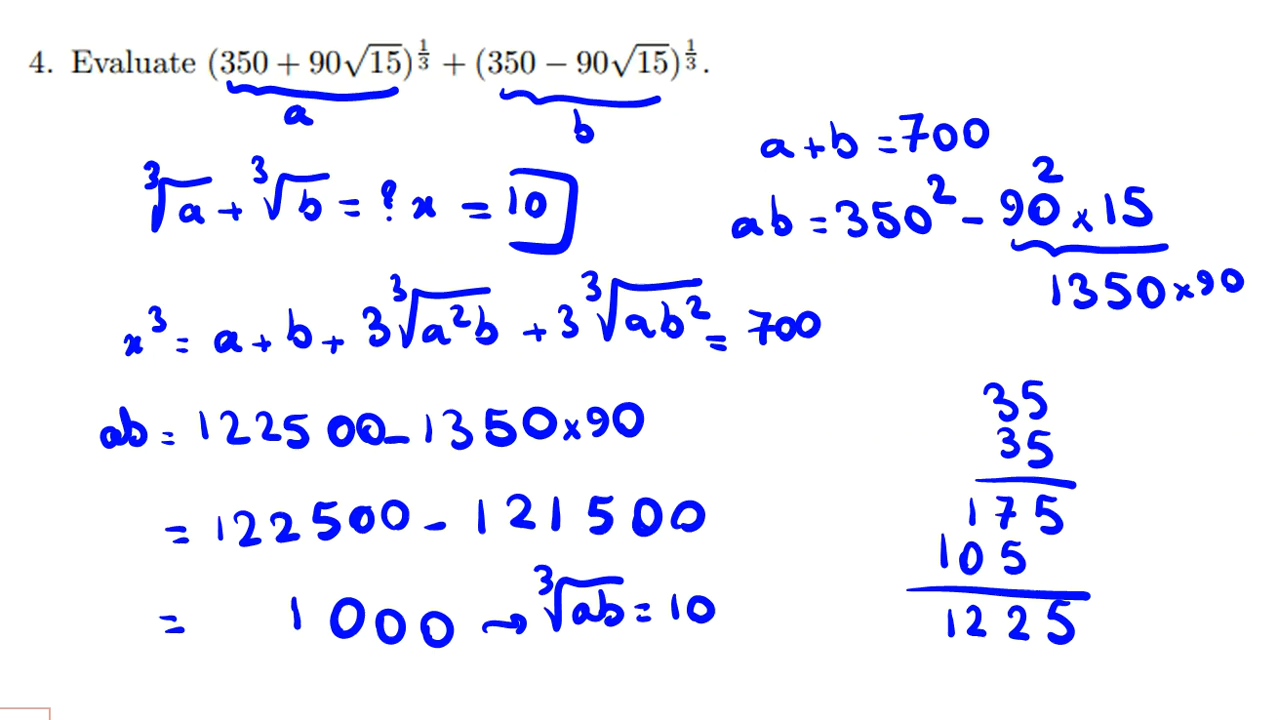 4. Evaluate (350 + 90√15)^(1/3) + (350 − 90√15)^(1/3).
a
b
a + b = 700
∛a + ∛b = ? x = 10
ab = 350² − 90² × 15
1350 × 90
x³ = a + b + 3∛(a²b) + 3∛(ab²) = 700
ab = 122500 − 1350 × 90
= 122500 − 121500
= 1000 → ∛(ab) = 10
35
35
175
105
1225